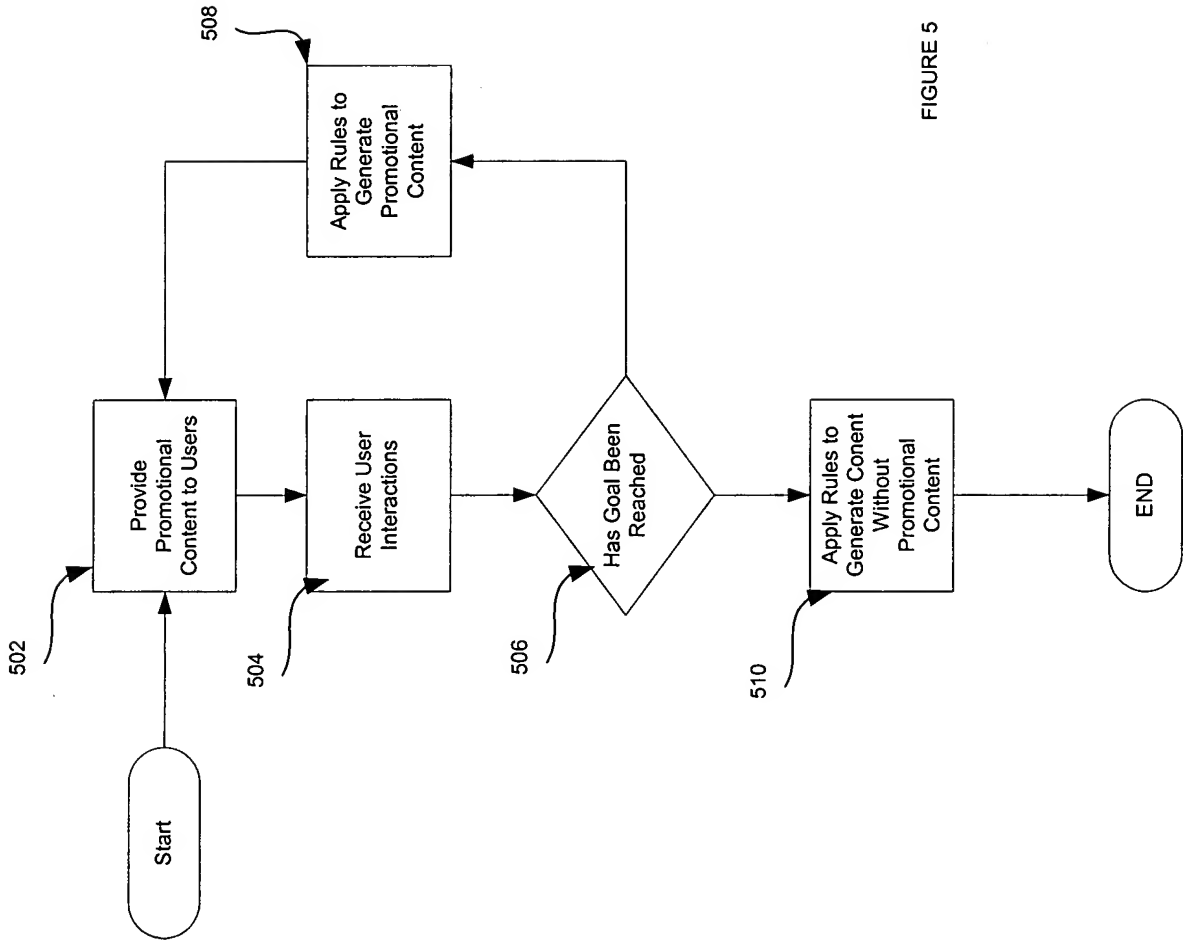 Start
502
Provide
Promotional
Content to Users
504
Receive User
Interactions
506
Has Goal Been
Reached
508
Apply Rules to
Generate
Promotional
Content
510
Apply Rules to
Generate Conent
Without
Promotional
Content
END
FIGURE 5